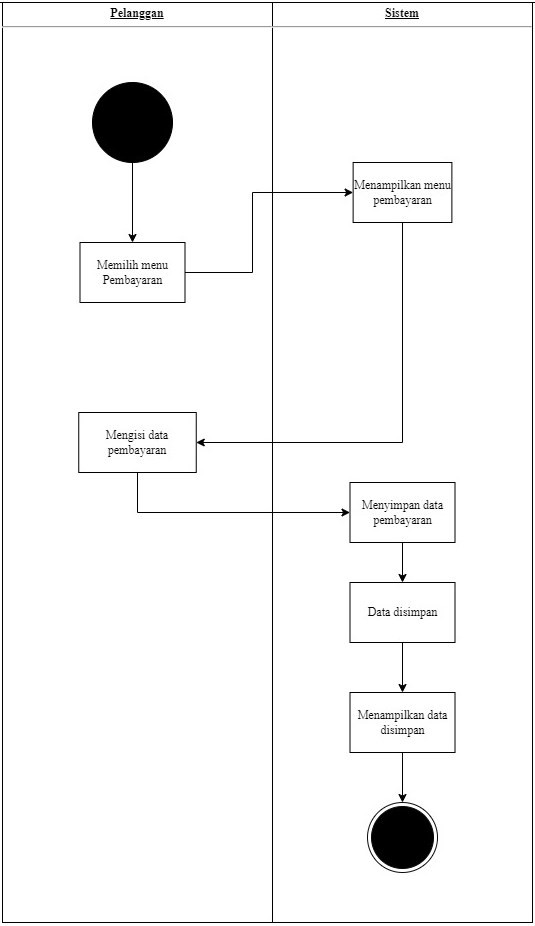 Pelanggan
Sistem
Menampilkan menu
pembayaran
Memilih menu
Pembayaran
Mengisi data
pembayaran
Menyimpan data
pembayaran
Data disimpan
Menampilkan data
disimpan